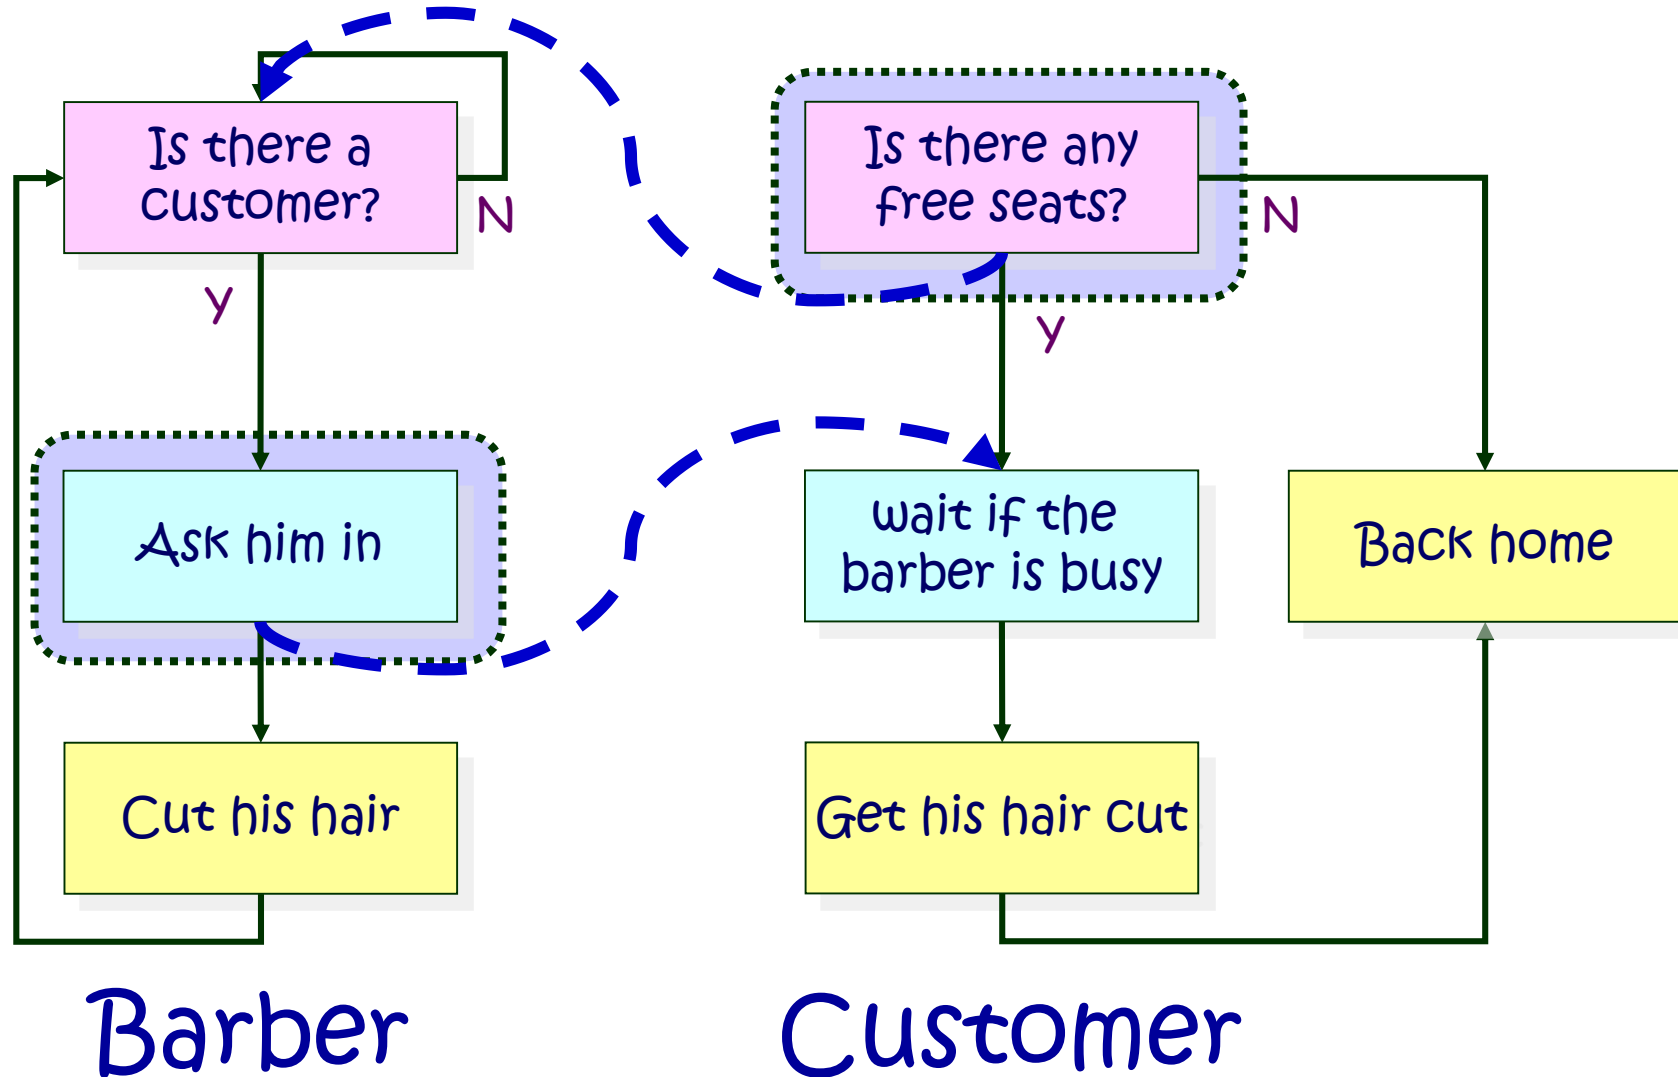 Is there a
customer?
N
Y
Ask him in
Cut his hair
Barber
Is there any
free seats?
N
Y
wait if the
barber is busy
Back home
Get his hair cut
Customer